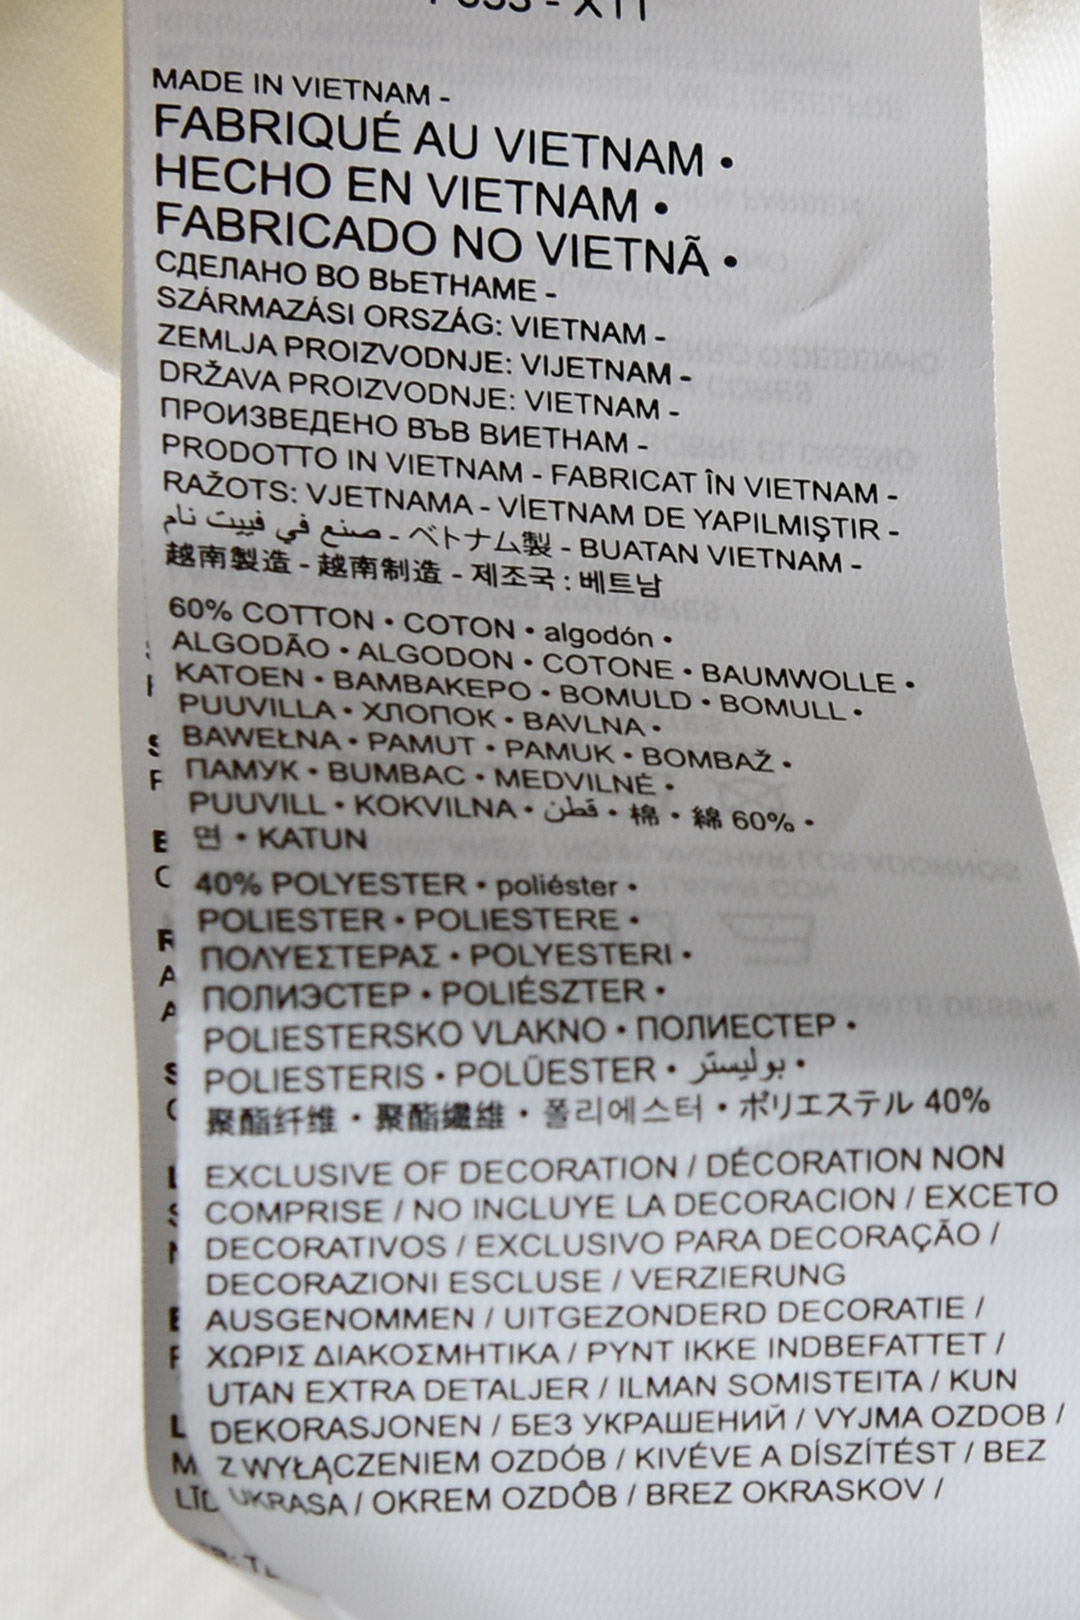 MADE IN VIETNAM -
FABRIQUÉ AU VIETNAM •
HECHO EN VIETNAM •
FABRICADO NO VIETNÃ •
СДЕЛАНО ВО ВЬЕТНАМЕ -
SZÁRMAZÁSI ORSZÁG: VIETNAM -
ZEMLJA PROIZVODNJE: VIJETNAM -
DRŽAVA PROIZVODNJE: VIETNAM -
ПРОИЗВЕДЕНО ВЪВ ВИЕТНАМ -
PRODOTTO IN VIETNAM - FABRICAT ÎN VIETNAM -
RAŽOTS: VJETNAMA - VİETNAM DE YAPILMIŞTIR -
صنع في فييت نام - ベトナム製 - BUATAN VIETNAM -
越南製造 - 越南制造 - 제조국 : 베트남
60% COTTON • COTON • algodón •
ALGODÃO • ALGODON • COTONE • BAUMWOLLE •
KATOEN • ΒΑΜΒΑΚΕΡΟ • BOMULD • BOMULL •
PUUVILLA • ХЛОПОК • BAVLNA •
BAWEŁNA • PAMUT • PAMUK • BOMBAŽ •
ПАМУК • BUMBAC • MEDVILNĖ •
PUUVILL • KOKVILNA • قطن • 棉 • 綿 60% •
면 • KATUN
40% POLYESTER • poliéster •
POLIESTER • POLIESTERE •
ΠΟΛΥΕΣΤΕΡΑΣ • POLYESTERI •
ПОЛИЭСТЕР • POLIÉSZTER •
POLIESTERSKO VLAKNO • ПОЛИЕСТЕР •
POLIESTERIS • POLÜESTER • بوليستر •
聚酯纤维 • 聚酯纖維 • 폴리에스터 • ポリエステル 40%
EXCLUSIVE OF DECORATION / DÉCORATION NON
COMPRISE / NO INCLUYE LA DECORACION / EXCETO
DECORATIVOS / EXCLUSIVO PARA DECORAÇÃO /
DECORAZIONI ESCLUSE / VERZIERUNG
AUSGENOMMEN / UITGEZONDERD DECORATIE /
ΧΩΡΙΣ ΔΙΑΚΟΣΜΗΤΙΚΑ / PYNT IKKE INDBEFATTET /
UTAN EXTRA DETALJER / ILMAN SOMISTEITA / KUN
DEKORASJONEN / БЕЗ УКРАШЕНИЙ / VYJMA OZDOB /
Z WYŁĄCZENIEM OZDÓB / KIVÉVE A DÍSZÍTÉST / BEZ
UKRASA / OKREM OZDÔB / BREZ OKRASKOV /